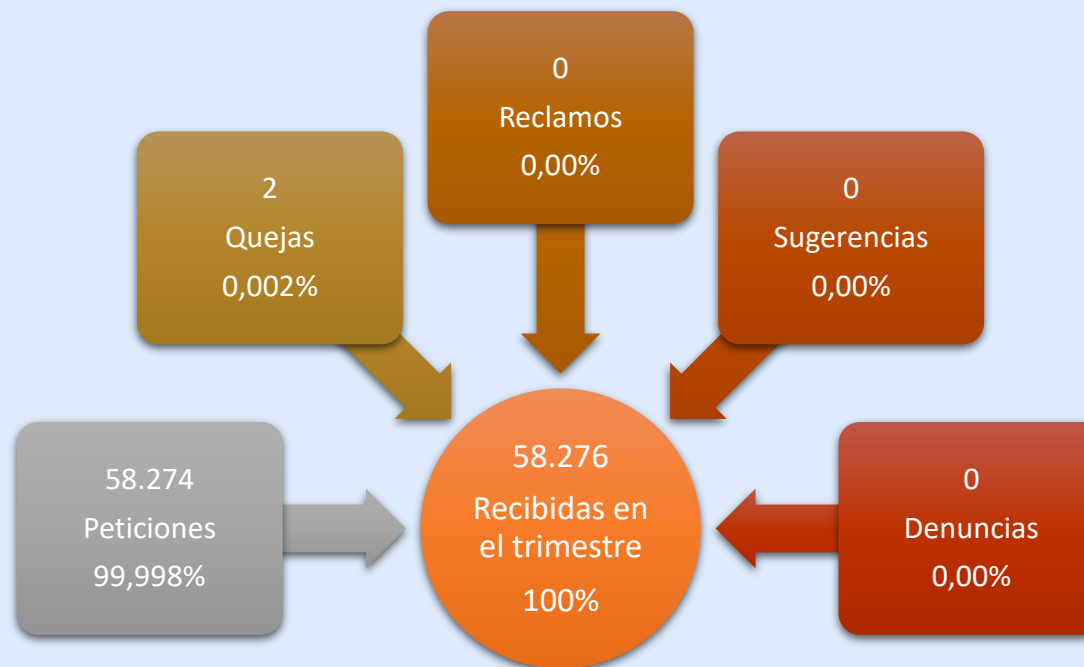 0
Reclamos
0,00%
2
Quejas
0,002%
0
Sugerencias
0,00%
58.274
Peticiones
99,998%
58.276
Recibidas en
el trimestre
100%
0
Denuncias
0,00%